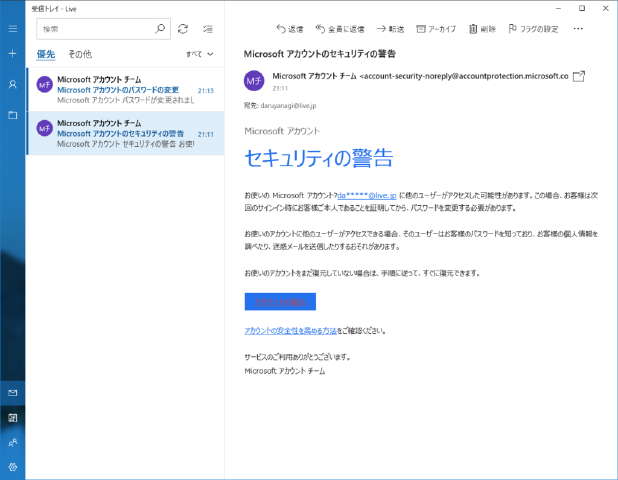 受信トレイ - Live
検索
優先 その他 すべて
Microsoft アカウント チーム
Microsoft アカウントのパスワードの変更 21:13
Microsoft アカウント パスワードが変更されまし
Microsoft アカウント チーム
Microsoft アカウントのセキュリティの警告 21:11
Microsoft アカウント セキュリティの警告 お使い
返信 全員に返信 転送 アーカイブ 削除 フラグの設定
Microsoft アカウントのセキュリティの警告
Mチ
Microsoft アカウント チーム <account-security-noreply@accountprotection.microsoft.co
21:11
宛先: daruyanagi@live.jp
Microsoft アカウント
セキュリティの警告
お使いの Microsoft アカウント?da*****@live.jp に他のユーザーがアクセスした可能性があります。この場合、お客様は次
回のサインイン時にお客様ご本人であることを証明してから、パスワードを変更する必要があります。
お使いのアカウントに他のユーザーがアクセスできる場合、そのユーザーはお客様のパスワードを知っており、お客様の個人情報を
調べたり、迷惑メールを送信したりするおそれがあります。
お使いのアカウントをまだ復元していない場合は、手順に従って、すぐに復元できます。
アカウントの安全性を高める方法をご確認ください。
サービスのご利用ありがとうございます。
Microsoft アカウント チーム